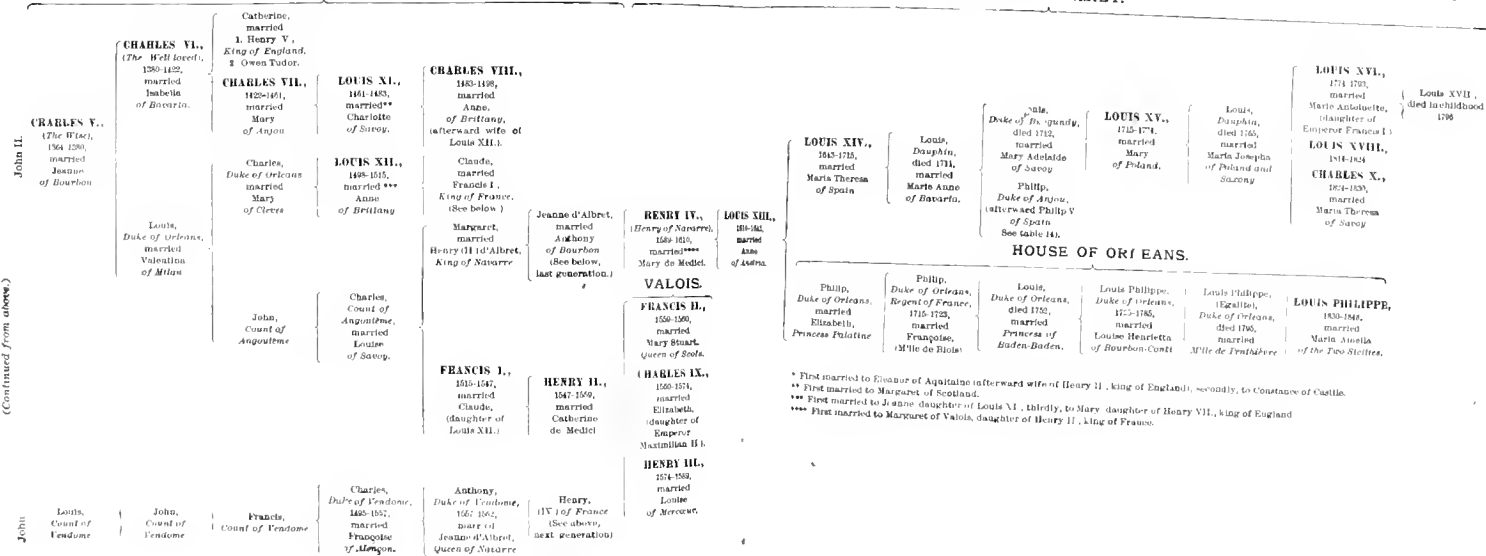 (Continued from above.)
John II.
CHARLES V.,
(The Wise),
1364-1380,
married
Jeanne
of Bourbon
CHARLES VI.,
(The Well loved),
1380-1422,
married
Isabella
of Bavaria.
Louis,
Duke of Orleans,
married
Valentina
of Milan
Catherine,
married
1. Henry V,
King of England.
2 Owen Tudor.
CHARLES VII.,
1422-1461,
married
Mary
of Anjou
Charles,
Duke of Orleans
married
Mary
of Cleves
John,
Count of
Angoulême
LOUIS XI.,
1461-1483,
married**
Charlotte
of Savoy.
LOUIS XII.,
1498-1515,
married ***
Anne
of Brittany
Charles,
Count of
Angoulême,
married
Louise
of Savoy.
CHARLES VIII.,
1483-1498,
married
Anne,
of Brittany,
(afterward wife of
Louis XII.).
Claude,
married
Francis I,
King of France.
(See below)
Margaret,
married
Henry (II) d'Albret,
King of Navarre
FRANCIS I.,
1515-1547,
married
Claude,
(daughter of
Louis XII.)
Jeanne d'Albret,
married
Anthony
of Bourbon
(See below,
last generation.)
HENRY II.,
1547-1559,
married
Catherine
de Medici
HENRY IV.,
(Henry of Navarre),
1589-1610,
married****
Mary de Medici.
VALOIS.
FRANCIS II.,
1559-1560,
married
Mary Stuart.
Queen of Scots.
CHARLES IX.,
1560-1574,
married
Elizabeth,
(daughter of
Emperor
Maximilian II).
HENRY III.,
1574-1589,
married
Louise
of Mercœur.
LOUIS XIII.,
1610-1643,
married
Anne
of Austria.
LOUIS XIV.,
1643-1715,
married
Maria Theresa
of Spain
Louis,
Dauphin,
died 1711,
married
Marie Anne
of Bavaria.
Louis,
Duke of Burgundy,
died 1712,
married
Mary Adelaide
of Savoy
Philip,
Duke of Anjou,
(afterward Philip V
of Spain
See table 14).
LOUIS XV.,
1715-1774,
married
Mary
of Poland.
Louis,
Dauphin,
died 1765,
married
Maria Josepha
of Poland and
Saxony
LOUIS XVI.,
1774-1793,
married
Marie Antoinette,
(daughter of
Emperor Francis I)
LOUIS XVIII.,
1814-1824
CHARLES X.,
1824-1830,
married
Maria Theresa
of Savoy
Louis XVII,
died in childhood
1795
HOUSE OF ORLEANS.
Philip,
Duke of Orleans,
married
Elizabeth,
Princess Palatine
Philip,
Duke of Orleans,
Regent of France,
1715-1723,
married
Françoise,
(M'lle de Blois)
Louis,
Duke of Orleans,
died 1752,
married
Princess of
Baden-Baden.
Louis Philippe,
Duke of Orleans,
1725-1785,
married
Louise Henrietta
of Bourbon-Conti
Louis Philippe,
(Egalité),
Duke of Orleans,
died 1793,
married
M'lle de Penthièvre
LOUIS PHILIPPE,
1830-1848,
married
Maria Amelia
of the Two Sicilies.
* First married to Eleanor of Aquitaine (afterward wife of Henry II, king of England), secondly, to Constance of Castile.
** First married to Margaret of Scotland.
*** First married to Jeanne daughter of Louis XI, thirdly, to Mary daughter of Henry VII., king of England
**** First married to Margaret of Valois, daughter of Henry II, king of France.
John
Louis,
Count of
Vendome
John,
Count of
Vendome
Francis,
Count of Vendome
Charles,
Duke of Vendome,
1495-1537,
married
Françoise
of Alençon.
Anthony,
Duke of Vendome,
1537-1562,
married
Jeanne d'Albret,
Queen of Navarre
Henry,
(IV) of France
(See above,
next generation)